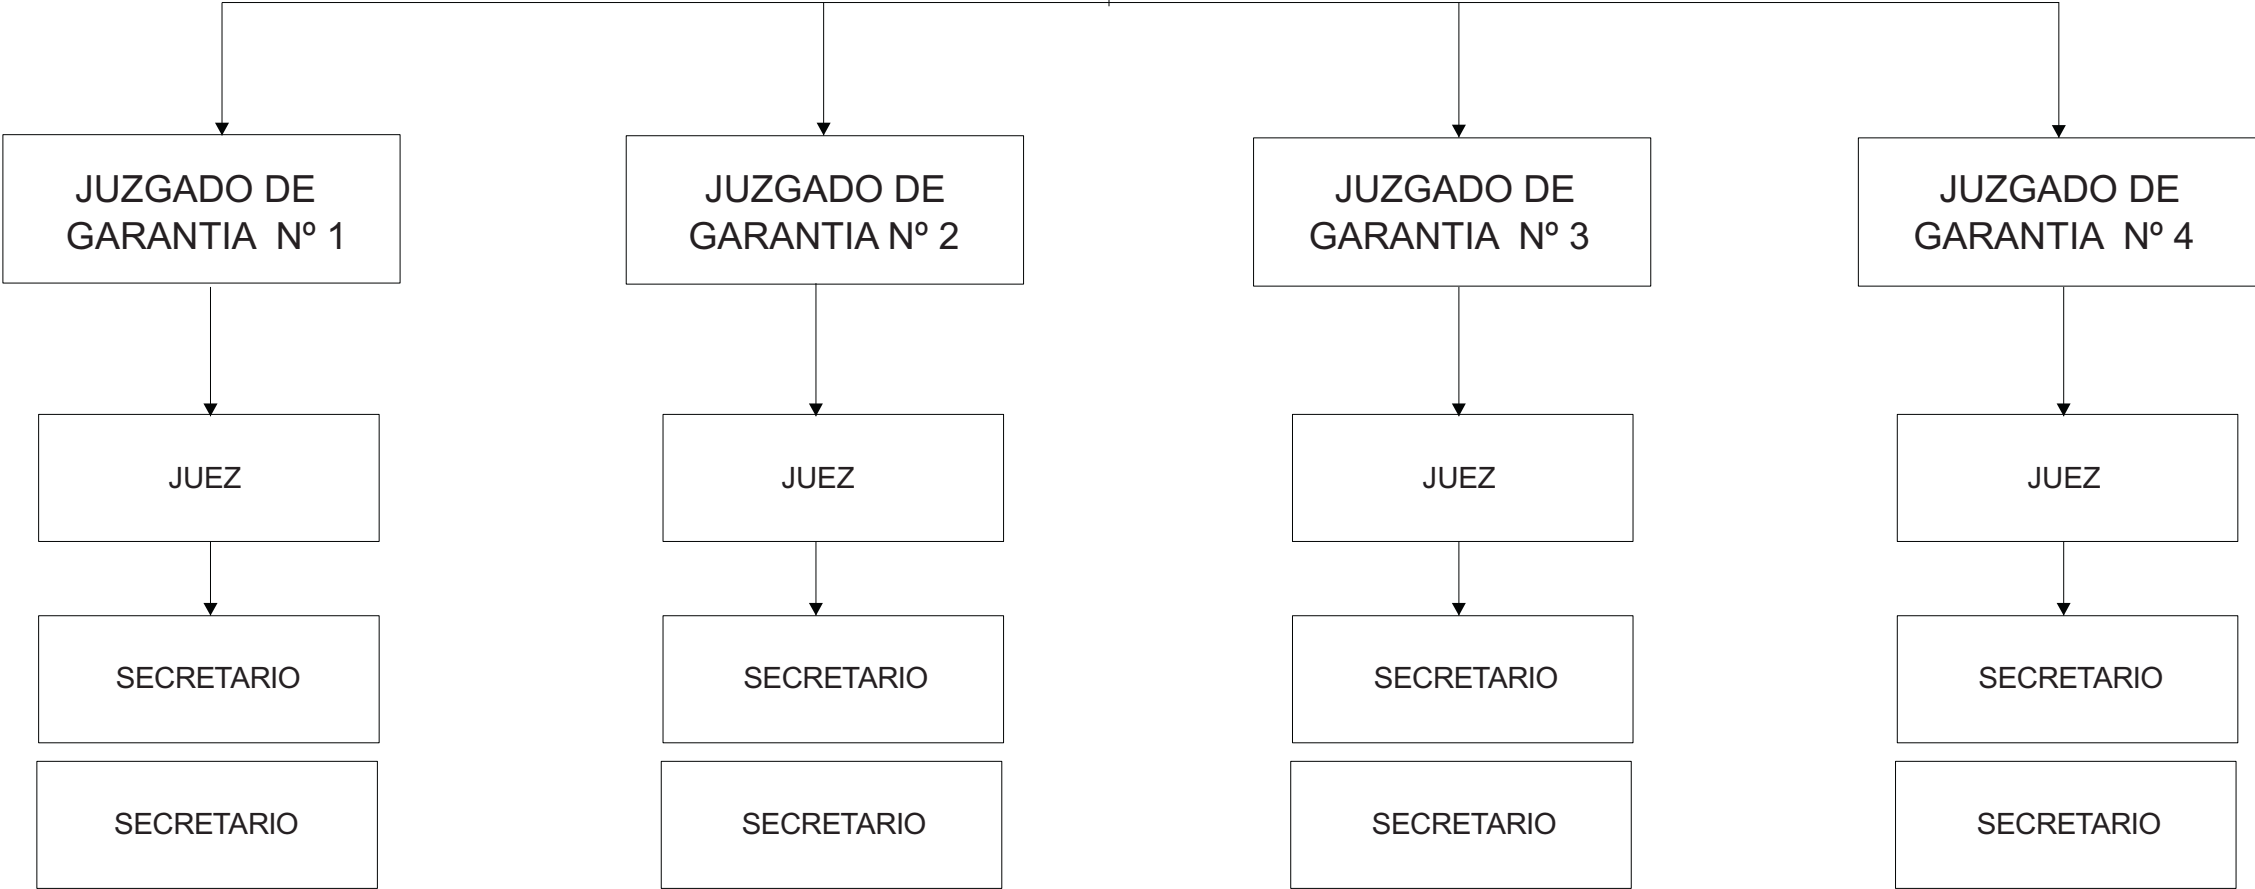 JUZGADO DE
GARANTIA  Nº 1
JUZGADO DE
GARANTIA Nº 2
JUZGADO DE
GARANTIA  Nº 3
JUZGADO DE
GARANTIA  Nº 4
JUEZ
JUEZ
JUEZ
JUEZ
SECRETARIO
SECRETARIO
SECRETARIO
SECRETARIO
SECRETARIO
SECRETARIO
SECRETARIO
SECRETARIO